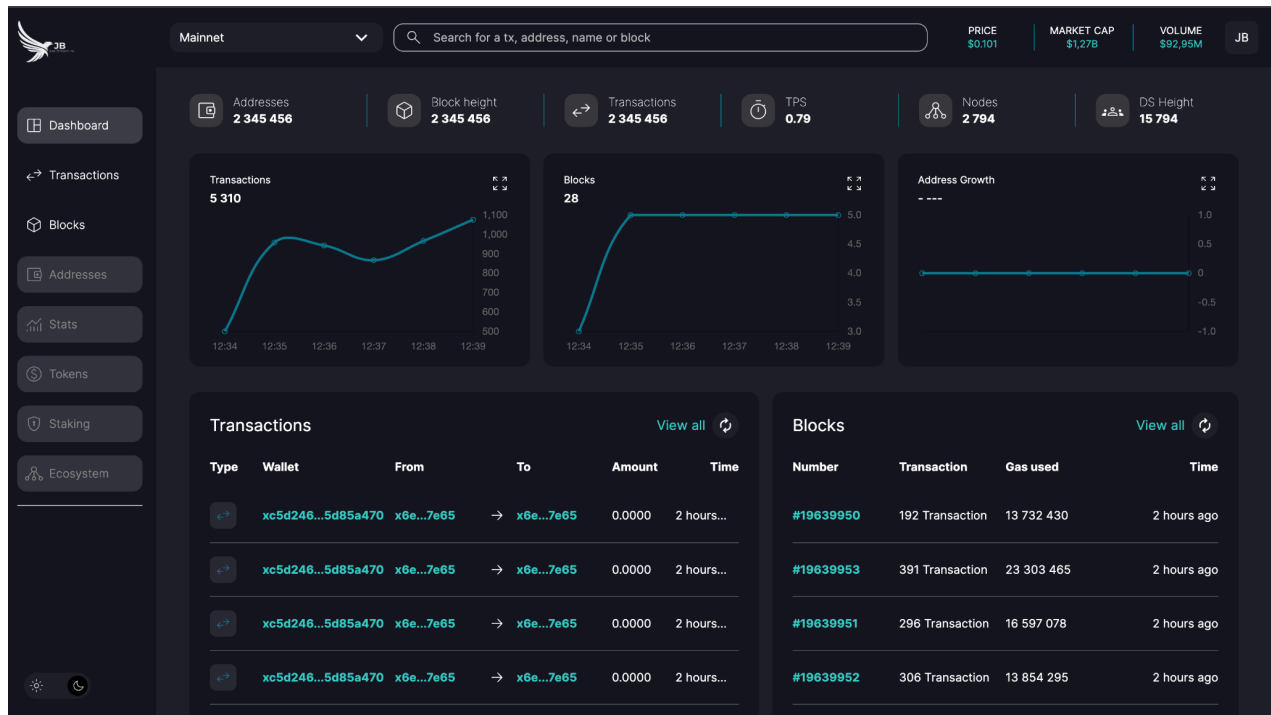 JB
Mainnet
Search for a tx, address, name or block
PRICE
$0.101
MARKET CAP
$1,27B
VOLUME
$92,95M
JB
Dashboard
Transactions
Blocks
Addresses
Stats
Tokens
Staking
Ecosystem
Addresses
2 345 456
Block height
2 345 456
Transactions
2 345 456
TPS
0.79
Nodes
2 794
DS Height
15 794
Transactions
5 310
1,100
1,000
900
800
700
600
500
12:34 12:35 12:36 12:37 12:38 12:39
Blocks
28
5.0
4.5
4.0
3.5
3.0
12:34 12:35 12:36 12:37 12:38 12:39
Address Growth
- ---
1.0
0.5
0
-0.5
-1.0
Transactions View all
Type Wallet From To Amount Time
xc5d246...5d85a470 x6e...7e65 → x6e...7e65 0.0000 2 hours...
xc5d246...5d85a470 x6e...7e65 → x6e...7e65 0.0000 2 hours...
xc5d246...5d85a470 x6e...7e65 → x6e...7e65 0.0000 2 hours...
xc5d246...5d85a470 x6e...7e65 → x6e...7e65 0.0000 2 hours...
Blocks View all
Number Transaction Gas used Time
#19639950 192 Transaction 13 732 430 2 hours ago
#19639953 391 Transaction 23 303 465 2 hours ago
#19639951 296 Transaction 16 597 078 2 hours ago
#19639952 306 Transaction 13 854 295 2 hours ago